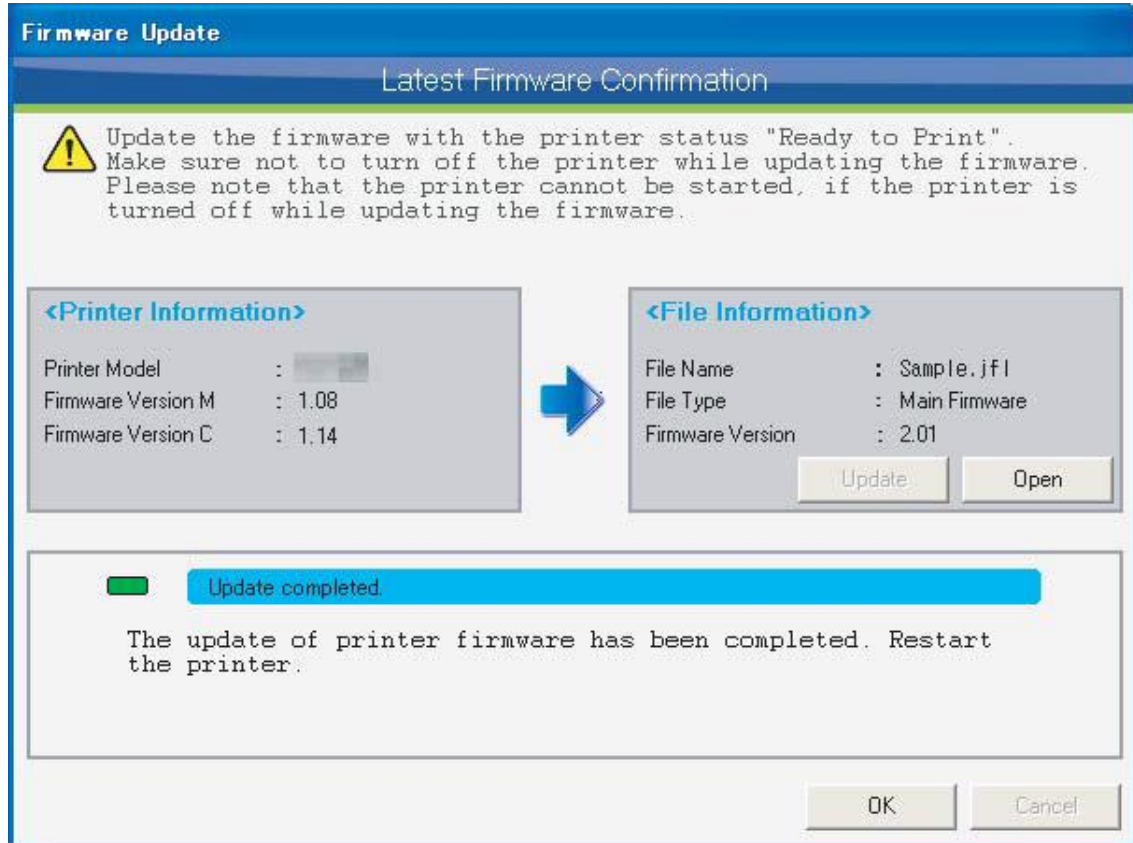 Firmware Update
Latest Firmware Confirmation
Update the firmware with the printer status "Ready to Print".
Make sure not to turn off the printer while updating the firmware.
Please note that the printer cannot be started, if the printer is
turned off while updating the firmware.
<Printer Information>
Printer Model :
Firmware Version M : 1.08
Firmware Version C : 1.14
<File Information>
File Name : Sample.jfl
File Type : Main Firmware
Firmware Version : 2.01
Update Open
Update completed.
The update of printer firmware has been completed. Restart
the printer.
OK Cancel